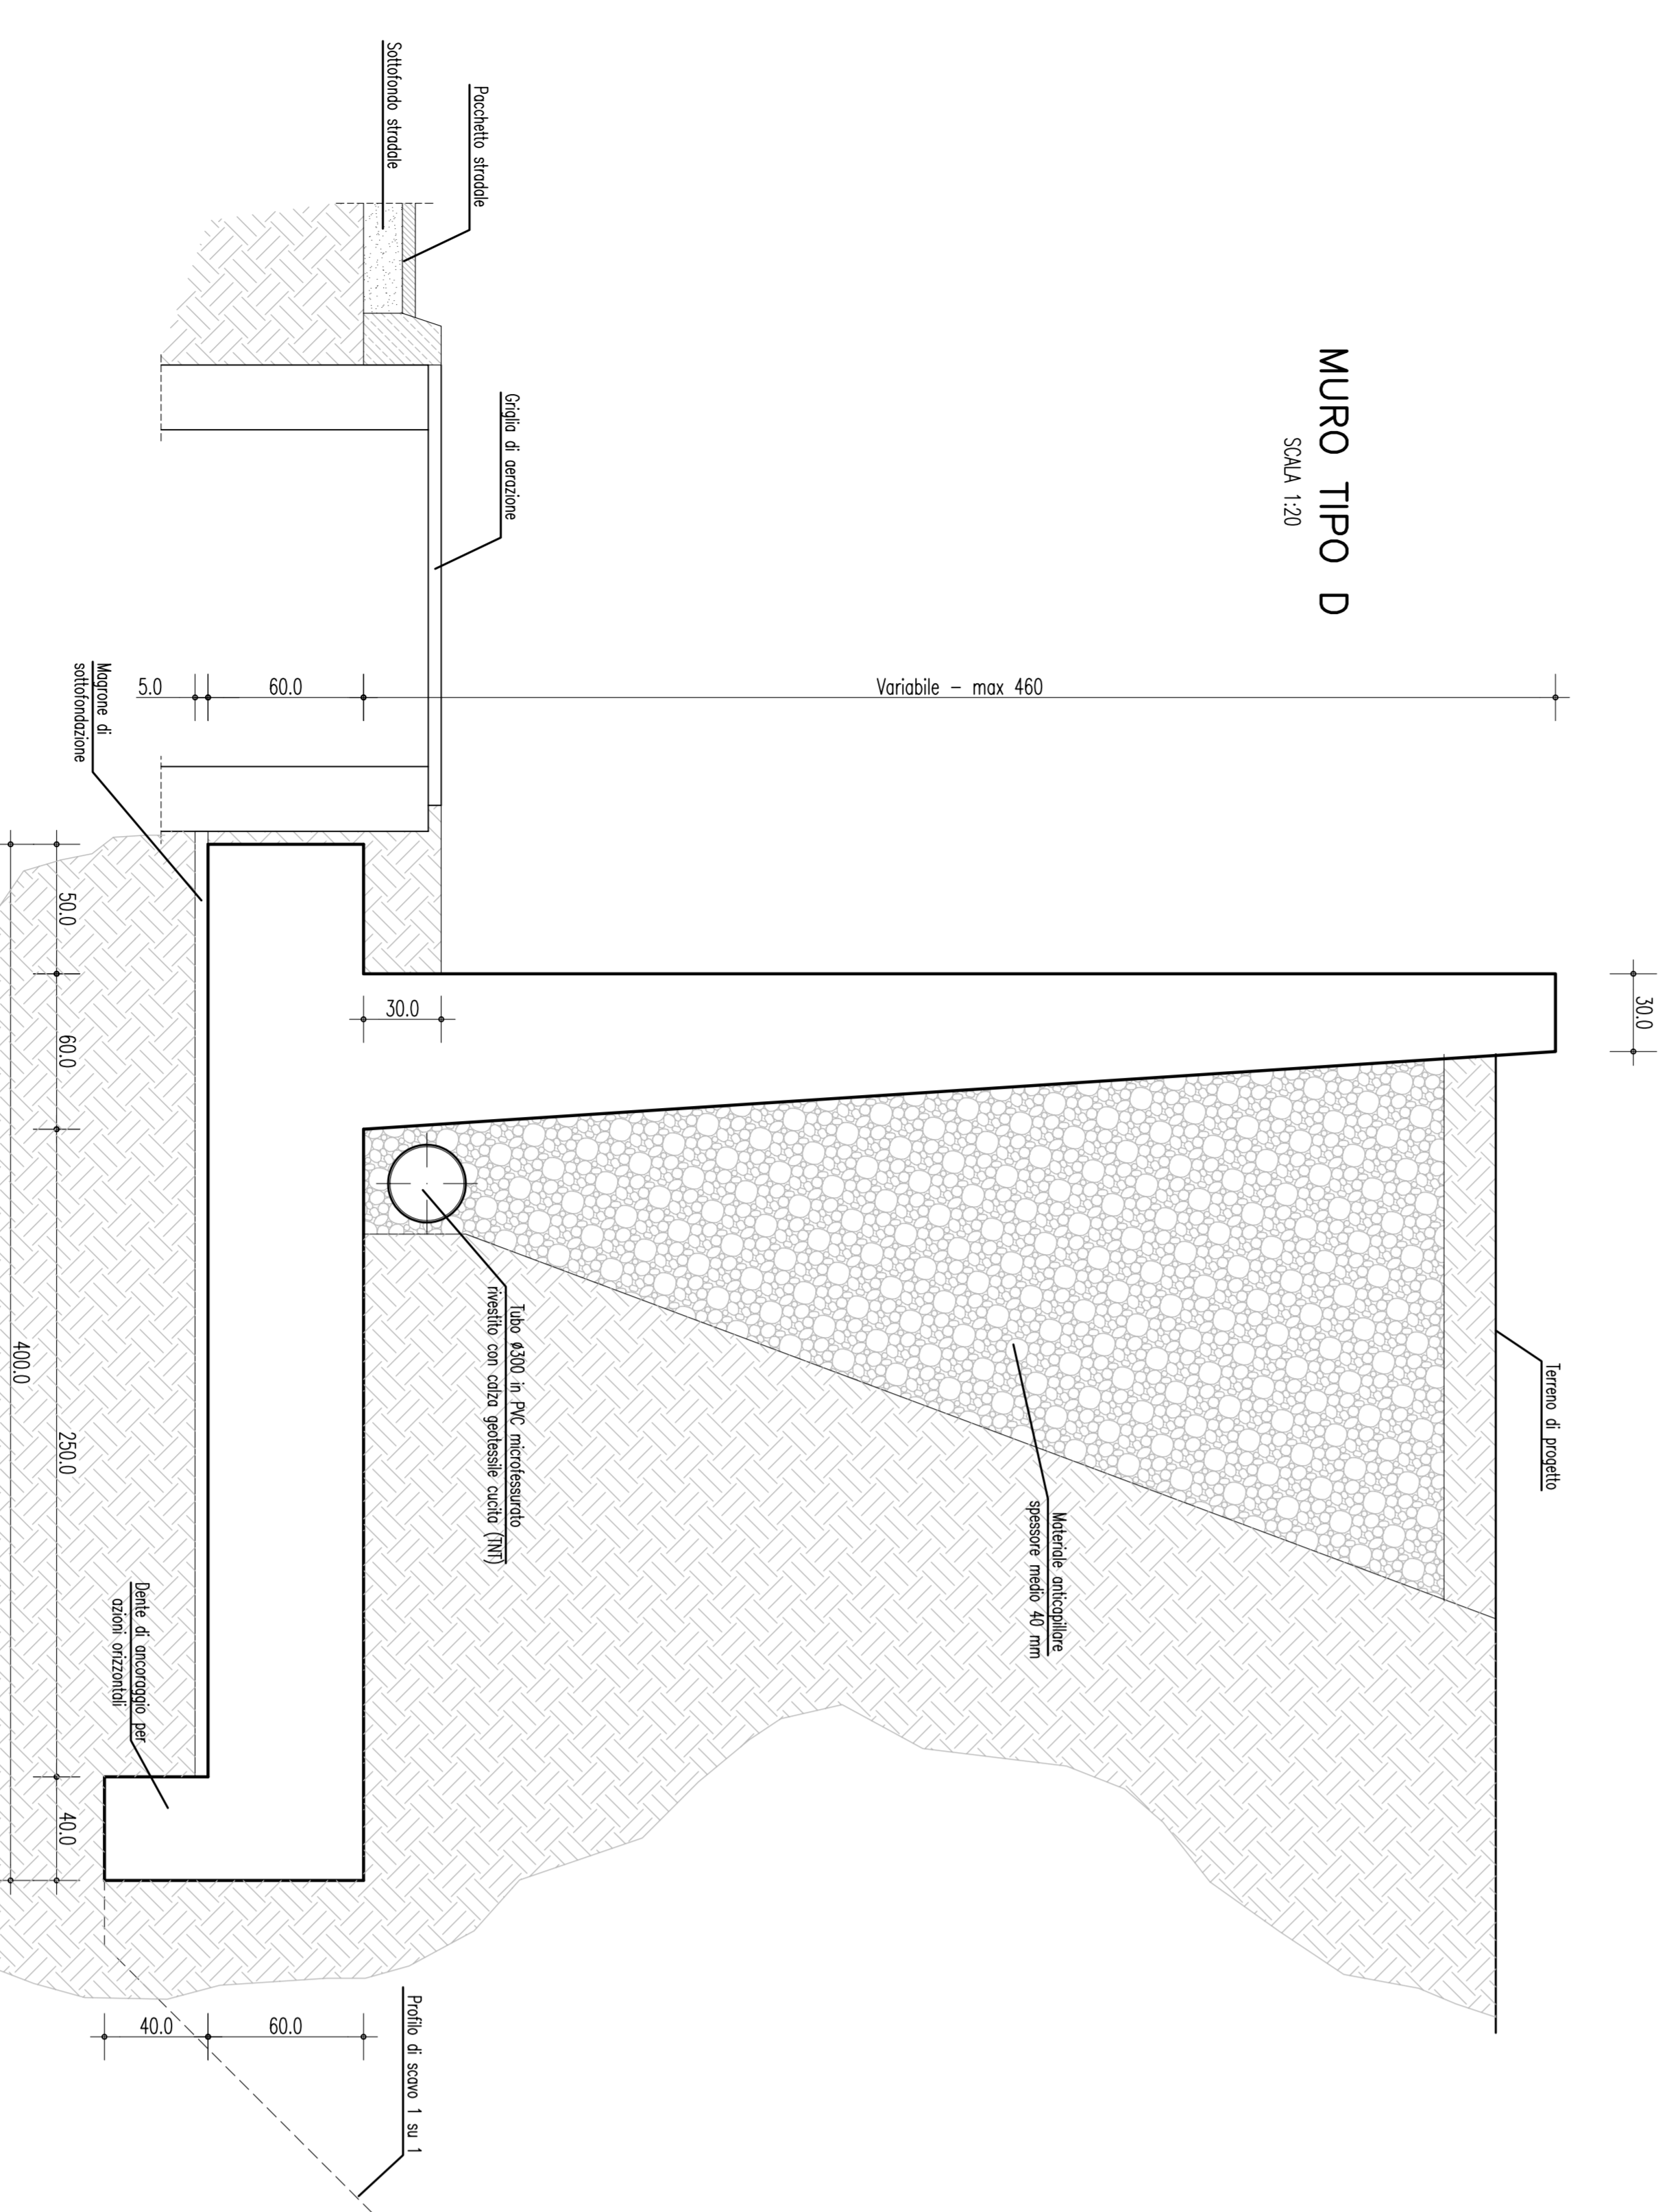 MURO TIPO D
SCALA 1:20
30.0
Terreno di progetto
Variabile - max 460
Materiale anticapillare
spessore medio 40 mm
Griglia di aerazione
Pacchetto stradale
Sottofondo stradale
Tubo ø300 in PVC microfessurato
rivestito con calza geotessile cucita (TNT)
30.0
60.0
5.0
Magrone di
sottofondazione
Dente di ancoraggio per
azioni orizzontali
Profilo di scavo 1 su 1
60.0
40.0
50.0
60.0
250.0
40.0
400.0